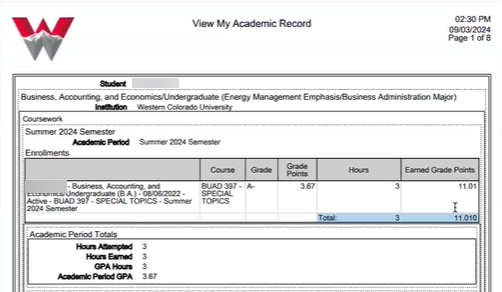 View My Academic Record
02:30 PM
09/03/2024
Page 1 of 8
Student
Business, Accounting, and Economics/Undergraduate (Energy Management Emphasis/Business Administration Major)
Institution Western Colorado University
Coursework
Summer 2024 Semester
Academic Period Summer 2024 Semester
Enrollments
Course Grade Grade Points Hours Earned Grade Points
- Business, Accounting, and BUAD 397 - A- 3.67 3 11.01
Economics/Undergraduate (B.A.) - 08/06/2022 - SPECIAL
Active - BUAD 397 - SPECIAL TOPICS - Summer TOPICS
2024 Semester
Total: 3 11.010
Academic Period Totals
Hours Attempted 3
Hours Earned 3
GPA Hours 3
Academic Period GPA 3.67